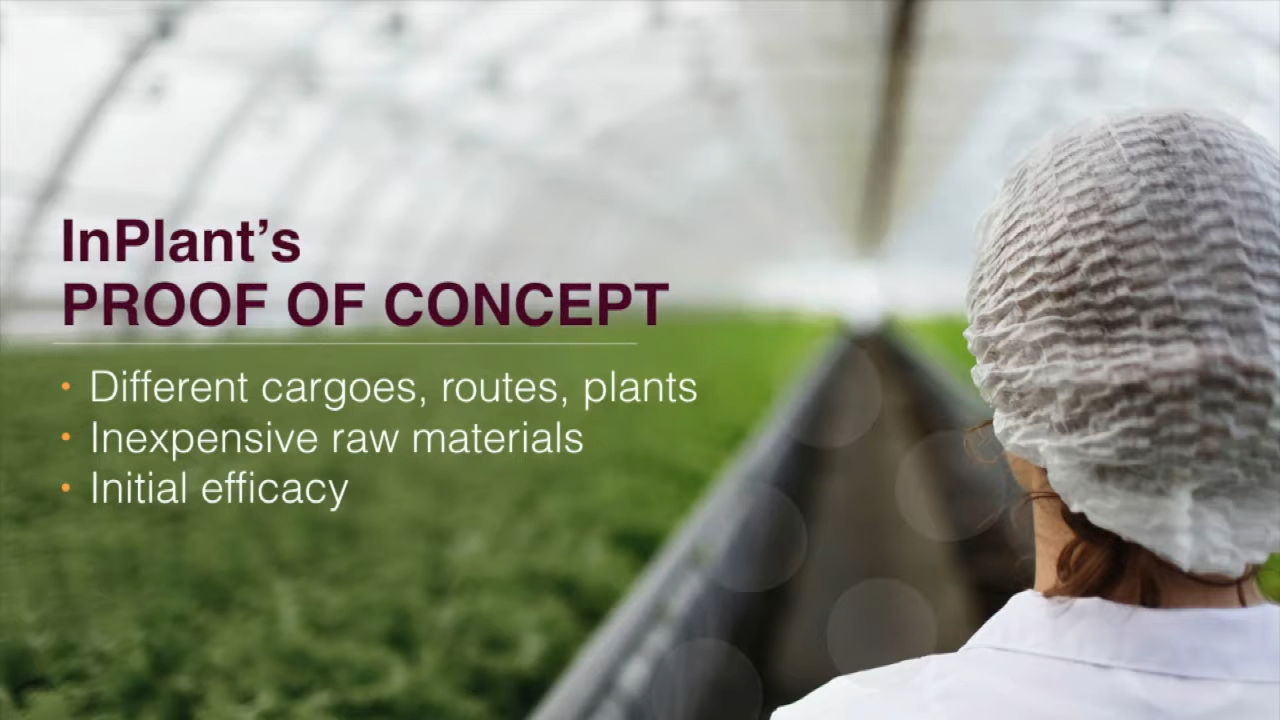 InPlant’s
PROOF OF CONCEPT
• Different cargoes, routes, plants
• Inexpensive raw materials
• Initial efficacy